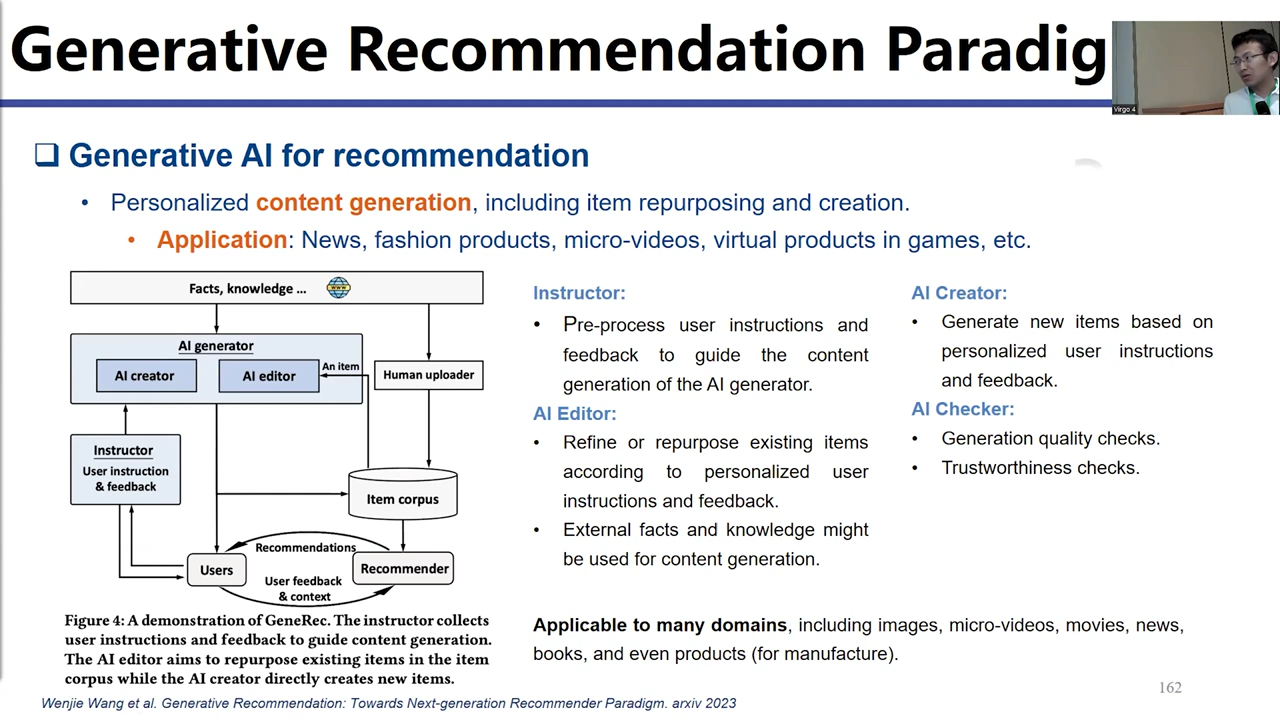 Generative Recommendation Paradig
Virgo 4
❑ Generative AI for recommendation
• Personalized content generation, including item repurposing and creation.
• Application: News, fashion products, micro-videos, virtual products in games, etc.
Facts, knowledge ...
WWW
AI generator
AI creator
AI editor
An item
Human uploader
Instructor
User instruction
& feedback
Item corpus
Recommendations
Users
Recommender
User feedback
& context
Figure 4: A demonstration of GeneRec. The instructor collects
user instructions and feedback to guide content generation.
The AI editor aims to repurpose existing items in the item
corpus while the AI creator directly creates new items.
Instructor:
• Pre-process user instructions and
feedback to guide the content
generation of the AI generator.
AI Editor:
• Refine or repurpose existing items
according to personalized user
instructions and feedback.
• External facts and knowledge might
be used for content generation.
AI Creator:
• Generate new items based on
personalized user instructions
and feedback.
AI Checker:
• Generation quality checks.
• Trustworthiness checks.
Applicable to many domains, including images, micro-videos, movies, news,
books, and even products (for manufacture).
162
Wenjie Wang et al. Generative Recommendation: Towards Next-generation Recommender Paradigm. arxiv 2023